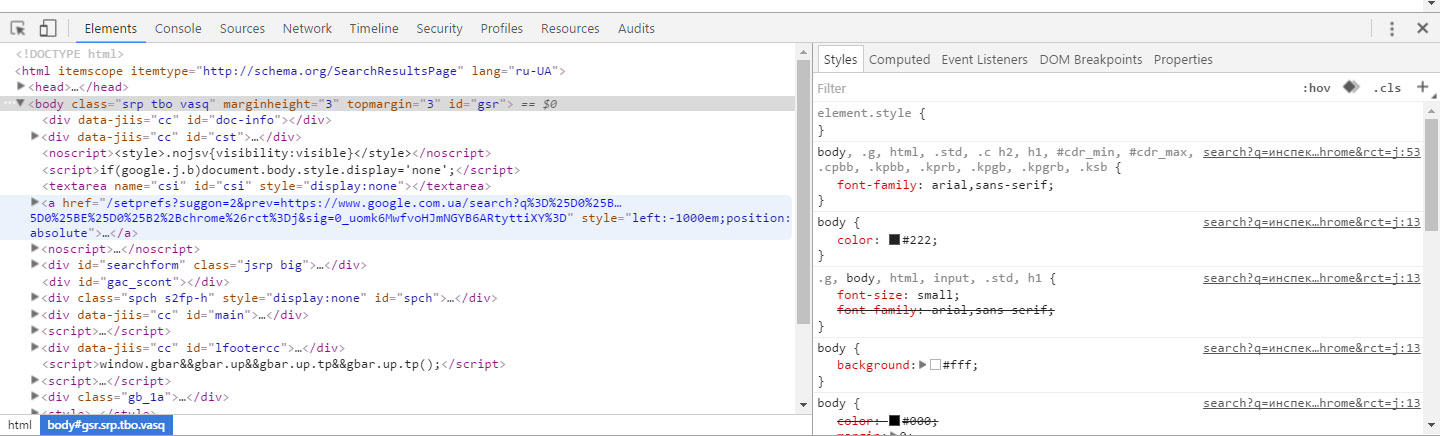 Elements Console Sources Network Timeline Security Profiles Resources Audits
<!DOCTYPE html>
<html itemscope itemtype="http://schema.org/SearchResultsPage" lang="ru-UA">
<head>…</head>
<body class="srp tbo vasq" marginheight="3" topmargin="3" id="gsr"> == $0
<div data-jiis="cc" id="doc-info"></div>
<div data-jiis="cc" id="cst">…</div>
<noscript><style>.nojsv{visibility:visible}</style></noscript>
<script>if(google.j.b)document.body.style.display='none';</script>
<textarea name="csi" id="csi" style="display:none"></textarea>
<a href="/setprefs?suggon=2&prev=https://www.google.com.ua/search?q%3D%25D0%25B…
5D0%25BE%25D0%25B2%2Bchrome%26rct%3Dj&sig=0_uomk6MwfvoHJmNGYB6ARtyttiXY%3D" style="left:-1000em;position:
absolute">…</a>
<noscript>…</noscript>
<div id="searchform" class="jsrp big">…</div>
<div id="gac_scont"></div>
<div class="spch s2fp-h" style="display:none" id="spch">…</div>
<div data-jiis="cc" id="main">…</div>
<script>…</script>
<div data-jiis="cc" id="lfootercc">…</div>
<script>window.gbar&&gbar.up&&gbar.up.tp&&gbar.up.tp();</script>
<script>…</script>
<div class="gb_1a">…</div>
<style>…</style>
html body#gsr.srp.tbo.vasq
Styles Computed Event Listeners DOM Breakpoints Properties
Filter :hov .cls +
element.style {
}
body, .g, html, .std, .c h2, h1, #cdr_min, #cdr_max, search?q=инспек…hrome&rct=j:53
.cpbb, .kpbb, .kprb, .kpgb, .kpgrb, .ksb {
font-family: arial,sans-serif;
}
body { search?q=инспек…hrome&rct=j:13
color: #222;
}
.g, body, html, input, .std, h1 { search?q=инспек…hrome&rct=j:13
font-size: small;
font-family: arial,sans-serif;
}
body { search?q=инспек…hrome&rct=j:13
background: #fff;
}
body { search?q=инспек…hrome&rct=j:13
color: #000;
margin: 0;